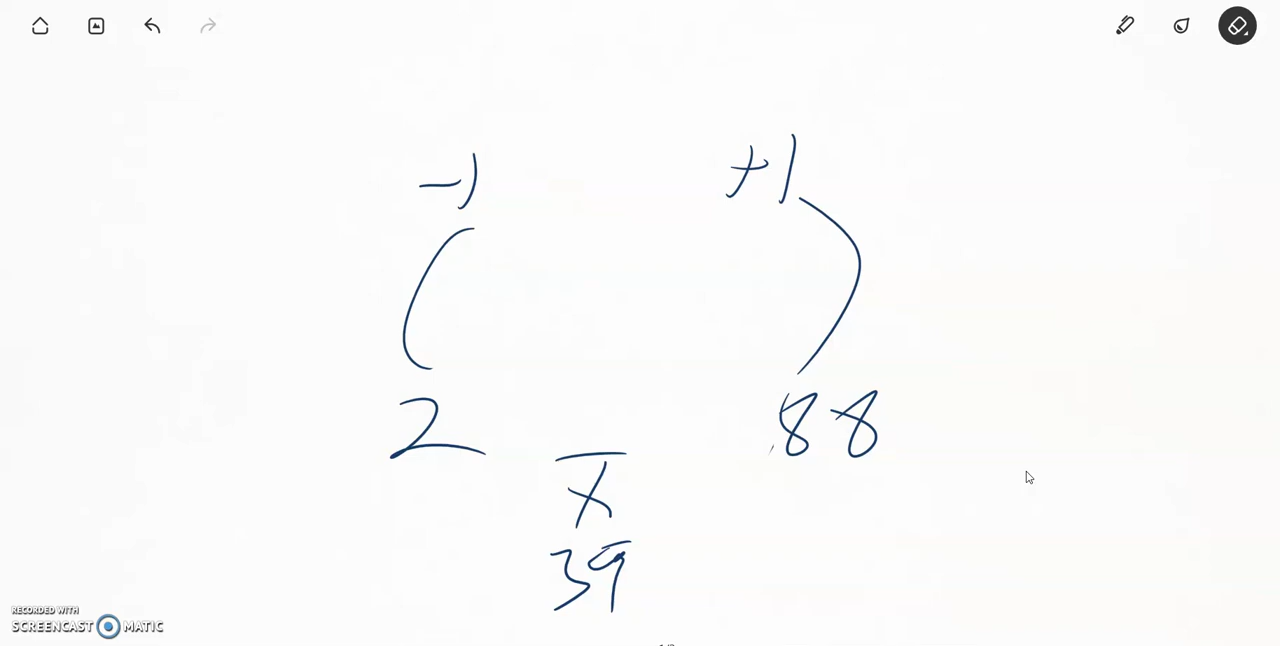 -1 +1
2 88
x̄
39
RECORDED WITH
SCREENCAST MATIC